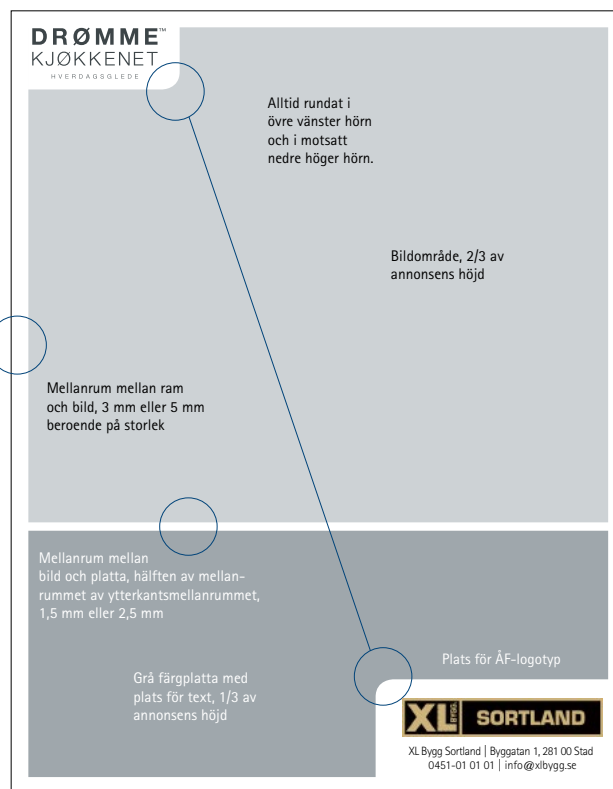 DRØMME™
KJØKKENET
HVERDAGSGLEDE
Alltid rundat i
övre vänster hörn
och i motsatt
nedre höger hörn.
Bildområde, 2/3 av
annonsens höjd
Mellanrum mellan ram
och bild, 3 mm eller 5 mm
beroende på storlek
Mellanrum mellan
bild och platta, hälften av mellan-
rummet av ytterkantsmellanrummet,
1,5 mm eller 2,5 mm
Grå färgplatta med
plats för text, 1/3 av
annonsens höjd
Plats för ÅF-logotyp
XL BYGG SORTLAND
XL Bygg Sortland | Byggatan 1, 281 00 Stad
0451-01 01 01 | info@xlbygg.se